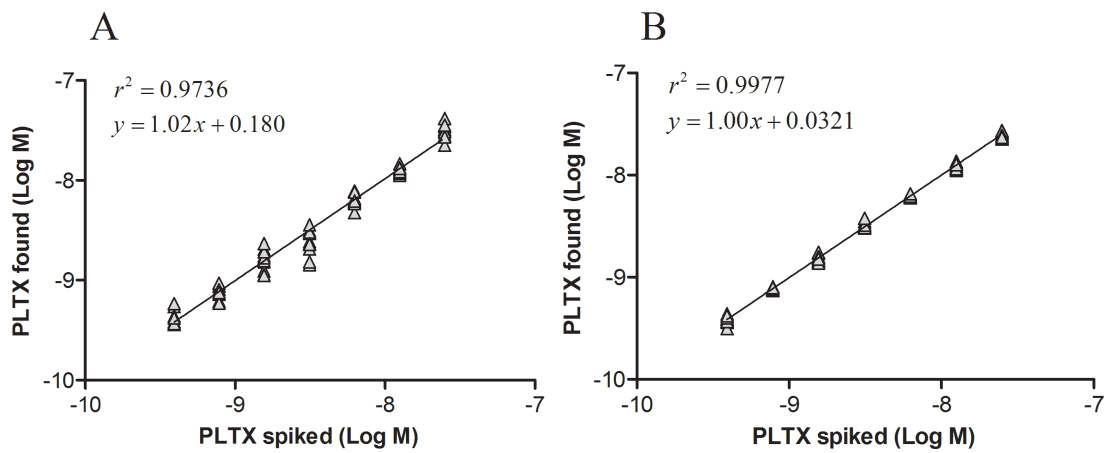 A
r² = 0.9736
y = 1.02x + 0.180
PLTX found (Log M)
-7
-8
-9
-10
-10
-9
-8
-7
PLTX spiked (Log M)
B
r² = 0.9977
y = 1.00x + 0.0321
PLTX found (Log M)
-7
-8
-9
-10
-10
-9
-8
-7
PLTX spiked (Log M)